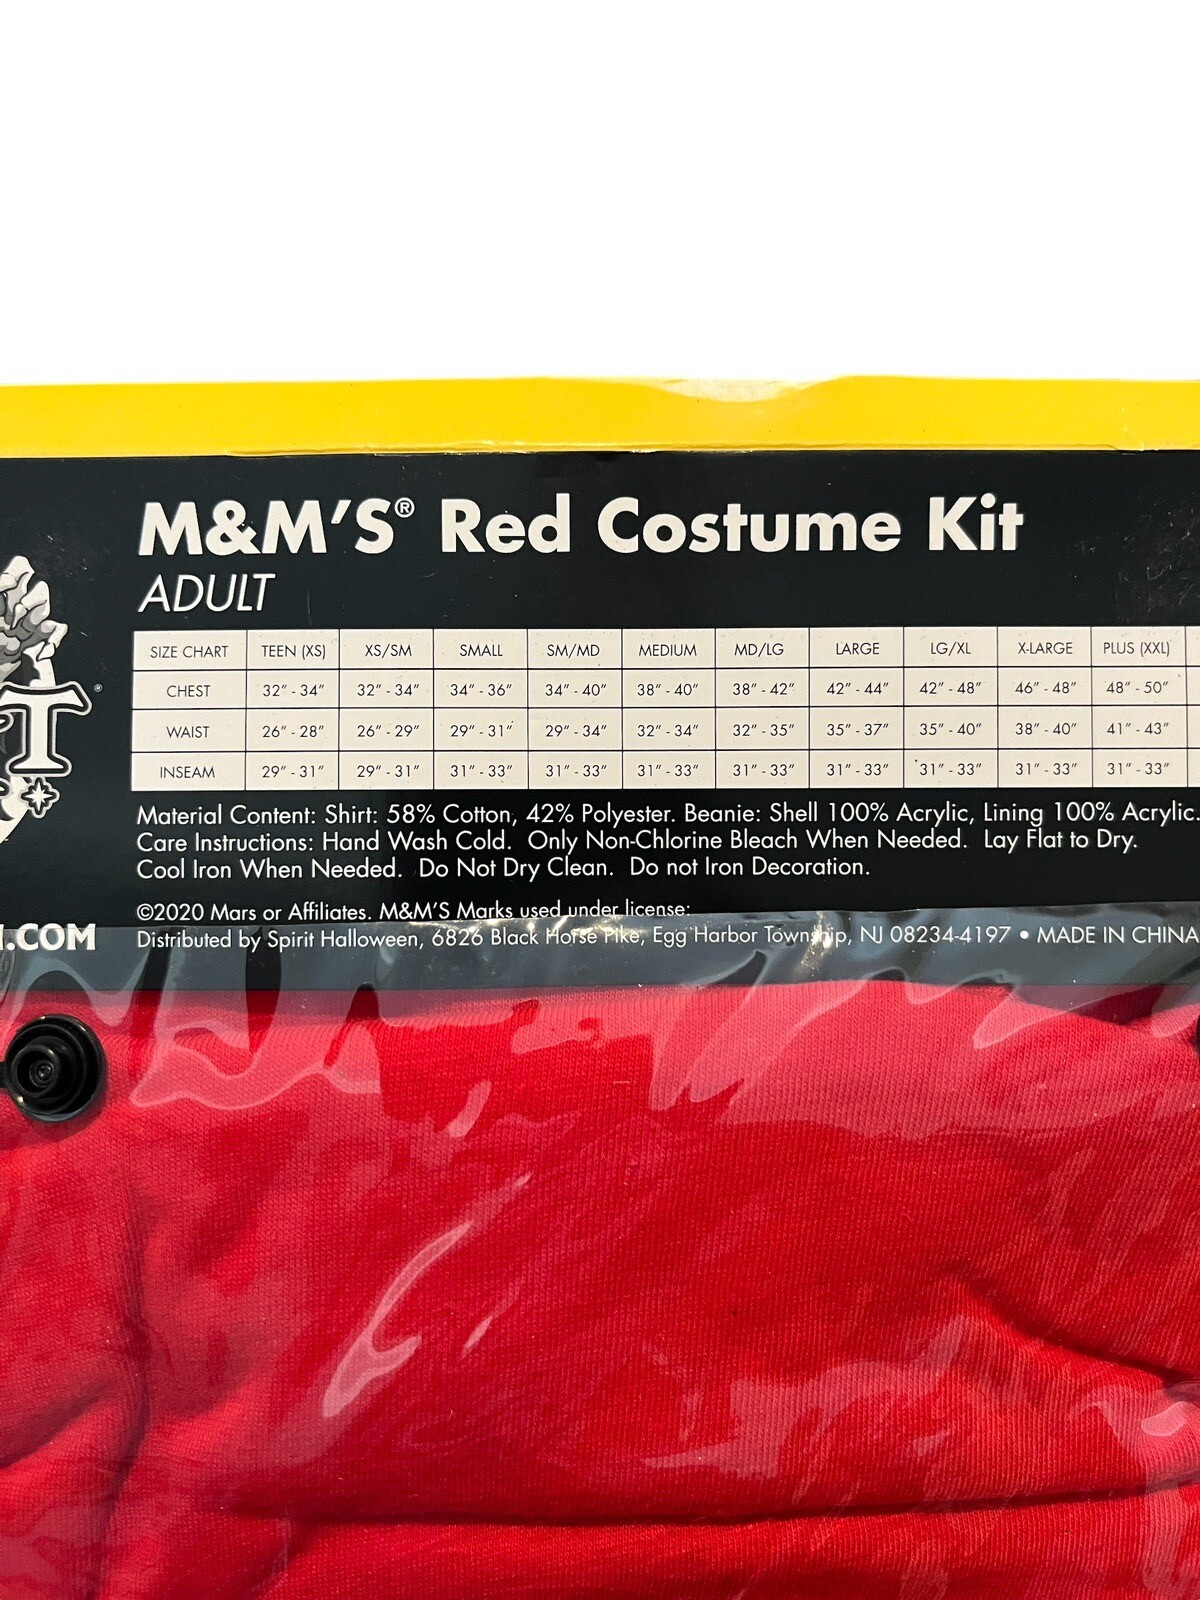 M&M'S® Red Costume Kit
ADULT
SIZE CHART TEEN (XS) XS/SM SMALL SM/MD MEDIUM MD/LG LARGE LG/XL X-LARGE PLUS (XXL)
CHEST 32" - 34" 32" - 34" 34" - 36" 34" - 40" 38" - 40" 38" - 42" 42" - 44" 42" - 48" 46" - 48" 48" - 50"
WAIST 26" - 28" 26" - 29" 29" - 31" 29" - 34" 32" - 34" 32" - 35" 35" - 37" 35" - 40" 38" - 40" 41" - 43"
INSEAM 29" - 31" 29" - 31" 31" - 33" 31" - 33" 31" - 33" 31" - 33" 31" - 33" 31" - 33" 31" - 33" 31" - 33"
T®
Material Content: Shirt: 58% Cotton, 42% Polyester. Beanie: Shell 100% Acrylic, Lining 100% Acrylic.
Care Instructions: Hand Wash Cold. Only Non-Chlorine Bleach When Needed. Lay Flat to Dry.
Cool Iron When Needed. Do Not Dry Clean. Do not Iron Decoration.
©2020 Mars or Affiliates. M&M'S Marks used under license:
.COM
Distributed by Spirit Halloween, 6826 Black Horse Pike, Egg Harbor Township, NJ 08234-4197 • MADE IN CHINA